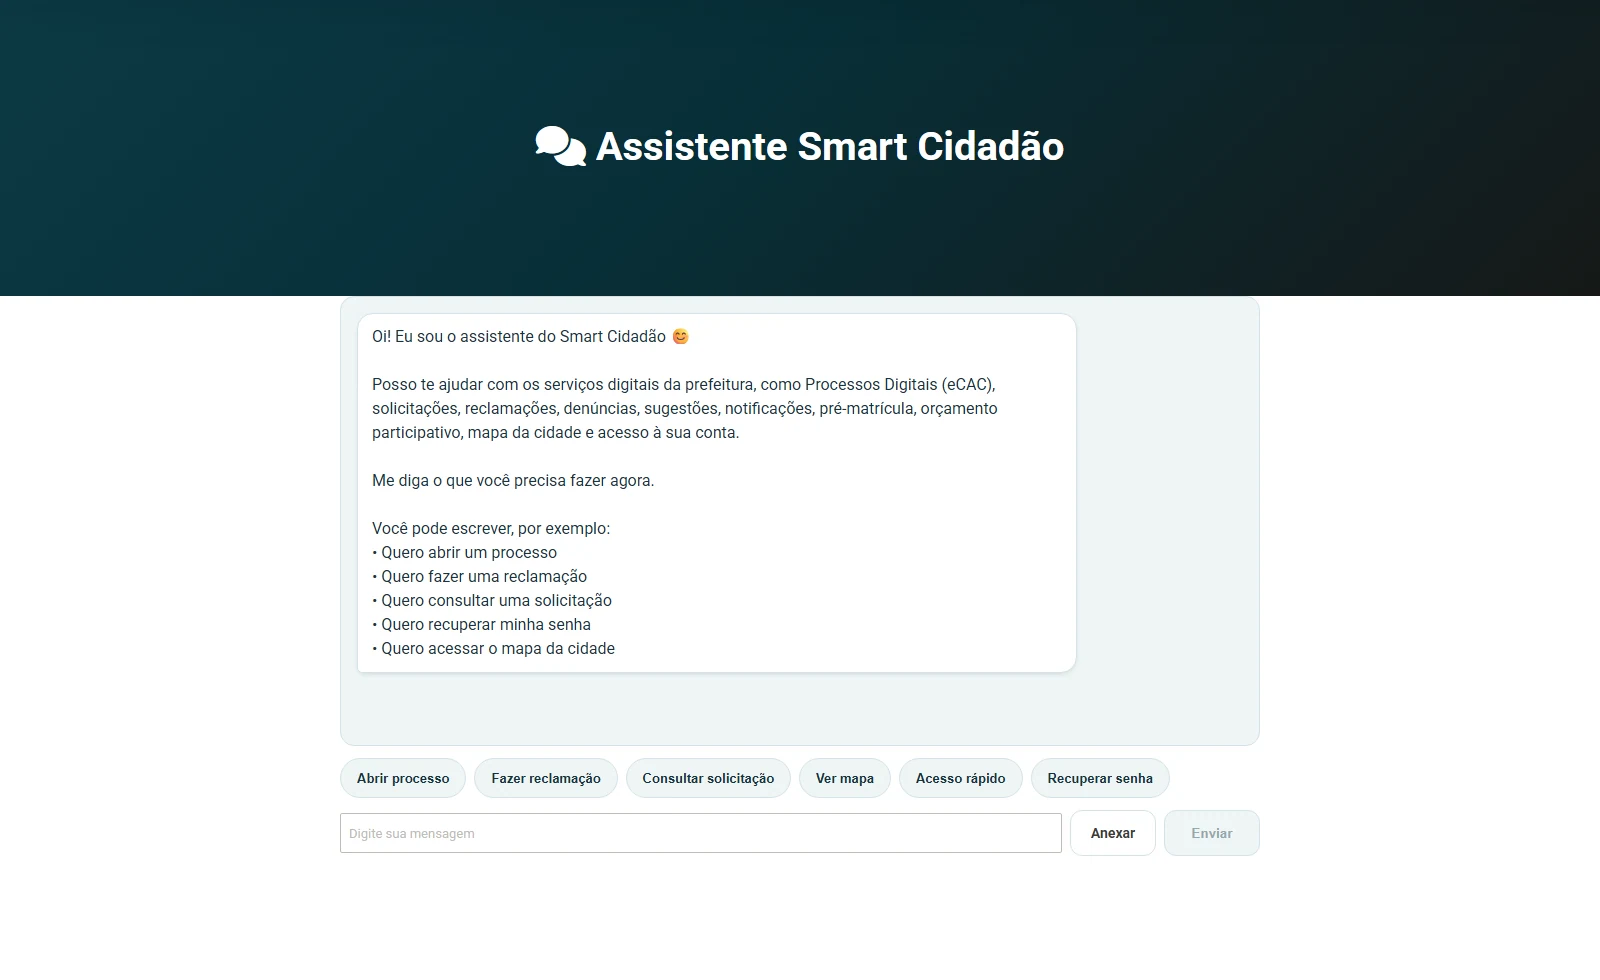 Assistente Smart Cidadão
Oi! Eu sou o assistente do Smart Cidadão 😊
Posso te ajudar com os serviços digitais da prefeitura, como Processos Digitais (eCAC),
solicitações, reclamações, denúncias, sugestões, notificações, pré-matrícula, orçamento
participativo, mapa da cidade e acesso à sua conta.
Me diga o que você precisa fazer agora.
Você pode escrever, por exemplo:
• Quero abrir um processo
• Quero fazer uma reclamação
• Quero consultar uma solicitação
• Quero recuperar minha senha
• Quero acessar o mapa da cidade
Abrir processo Fazer reclamação Consultar solicitação Ver mapa Acesso rápido Recuperar senha
Digite sua mensagem Anexar Enviar